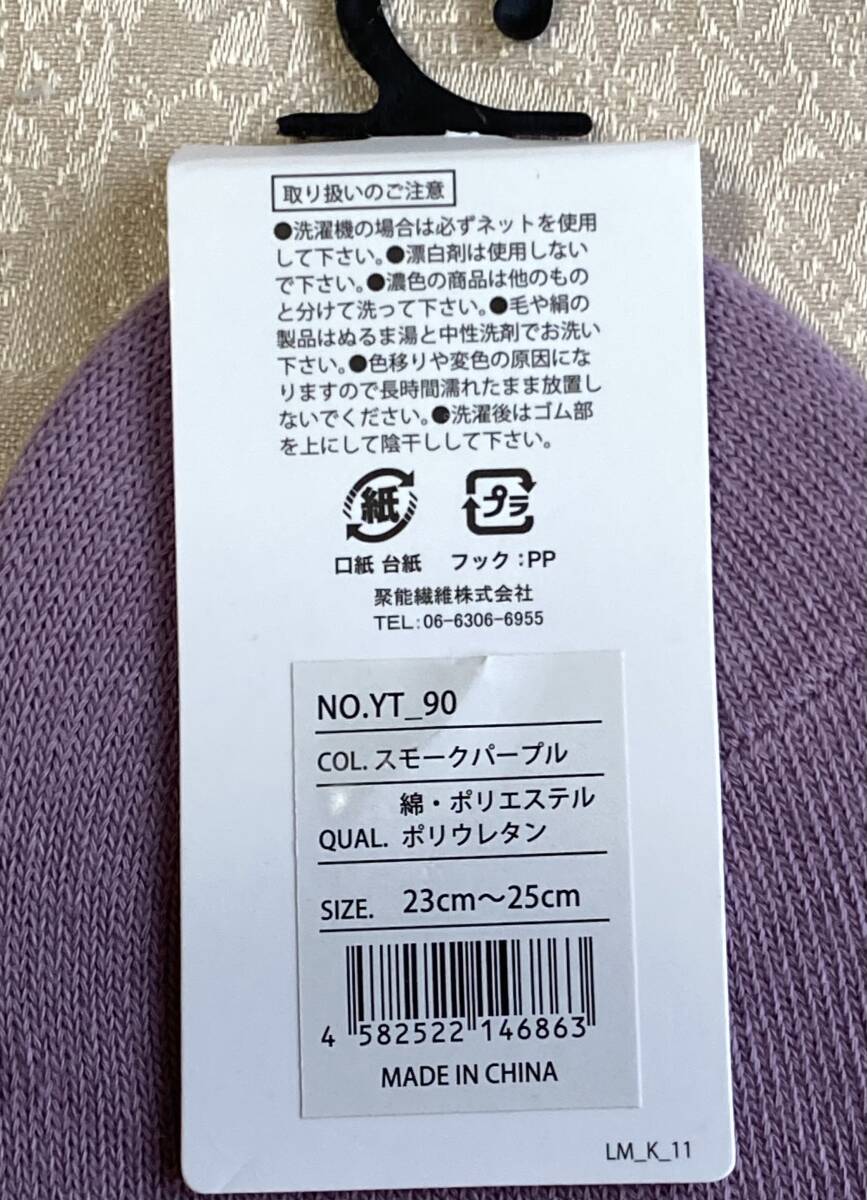 取り扱いのご注意
●洗濯機の場合は必ずネットを使用
して下さい。●漂白剤は使用しない
で下さい。●濃色の商品は他のもの
と分けて洗って下さい。●毛や絹の
製品はぬるま湯と中性洗剤でお洗い
下さい。●色移りや変色の原因にな
りますので長時間濡れたまま放置し
ないでください。●洗濯後はゴム部
を上にして陰干しして下さい。
紙 プラ
口紙 台紙 フック:PP
聚能繊維株式会社
TEL:06-6306-6955
NO.YT_90
COL. スモークパープル
綿・ポリエステル
QUAL. ポリウレタン
SIZE. 23cm～25cm
4 582522 146863
MADE IN CHINA
LM_K_11